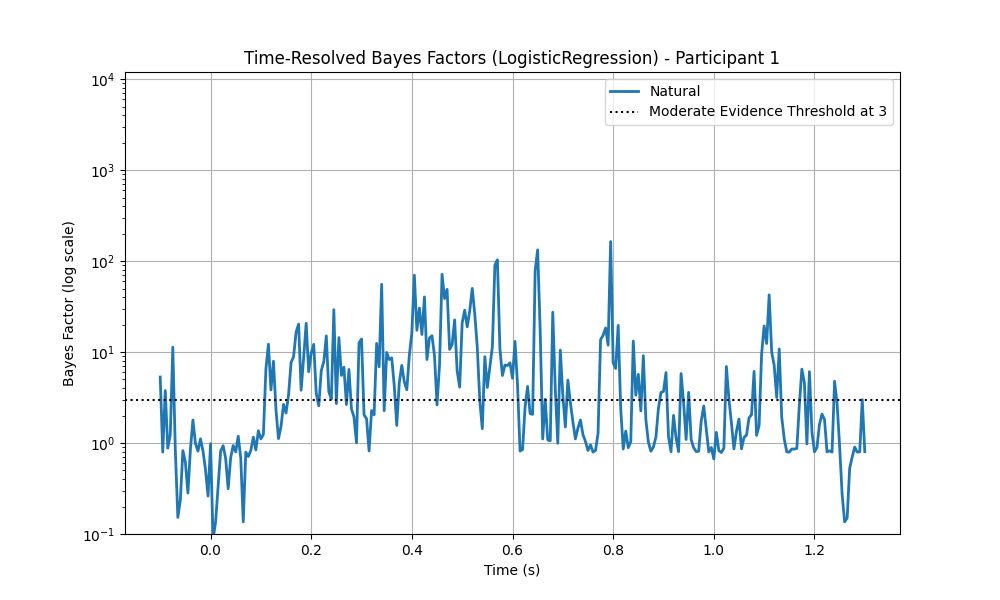 Time-Resolved Bayes Factors (LogisticRegression) - Participant 1
Natural
Moderate Evidence Threshold at 3
Bayes Factor (log scale)
10⁴
10³
10²
10¹
10⁰
10⁻¹
0.0 0.2 0.4 0.6 0.8 1.0 1.2
Time (s)